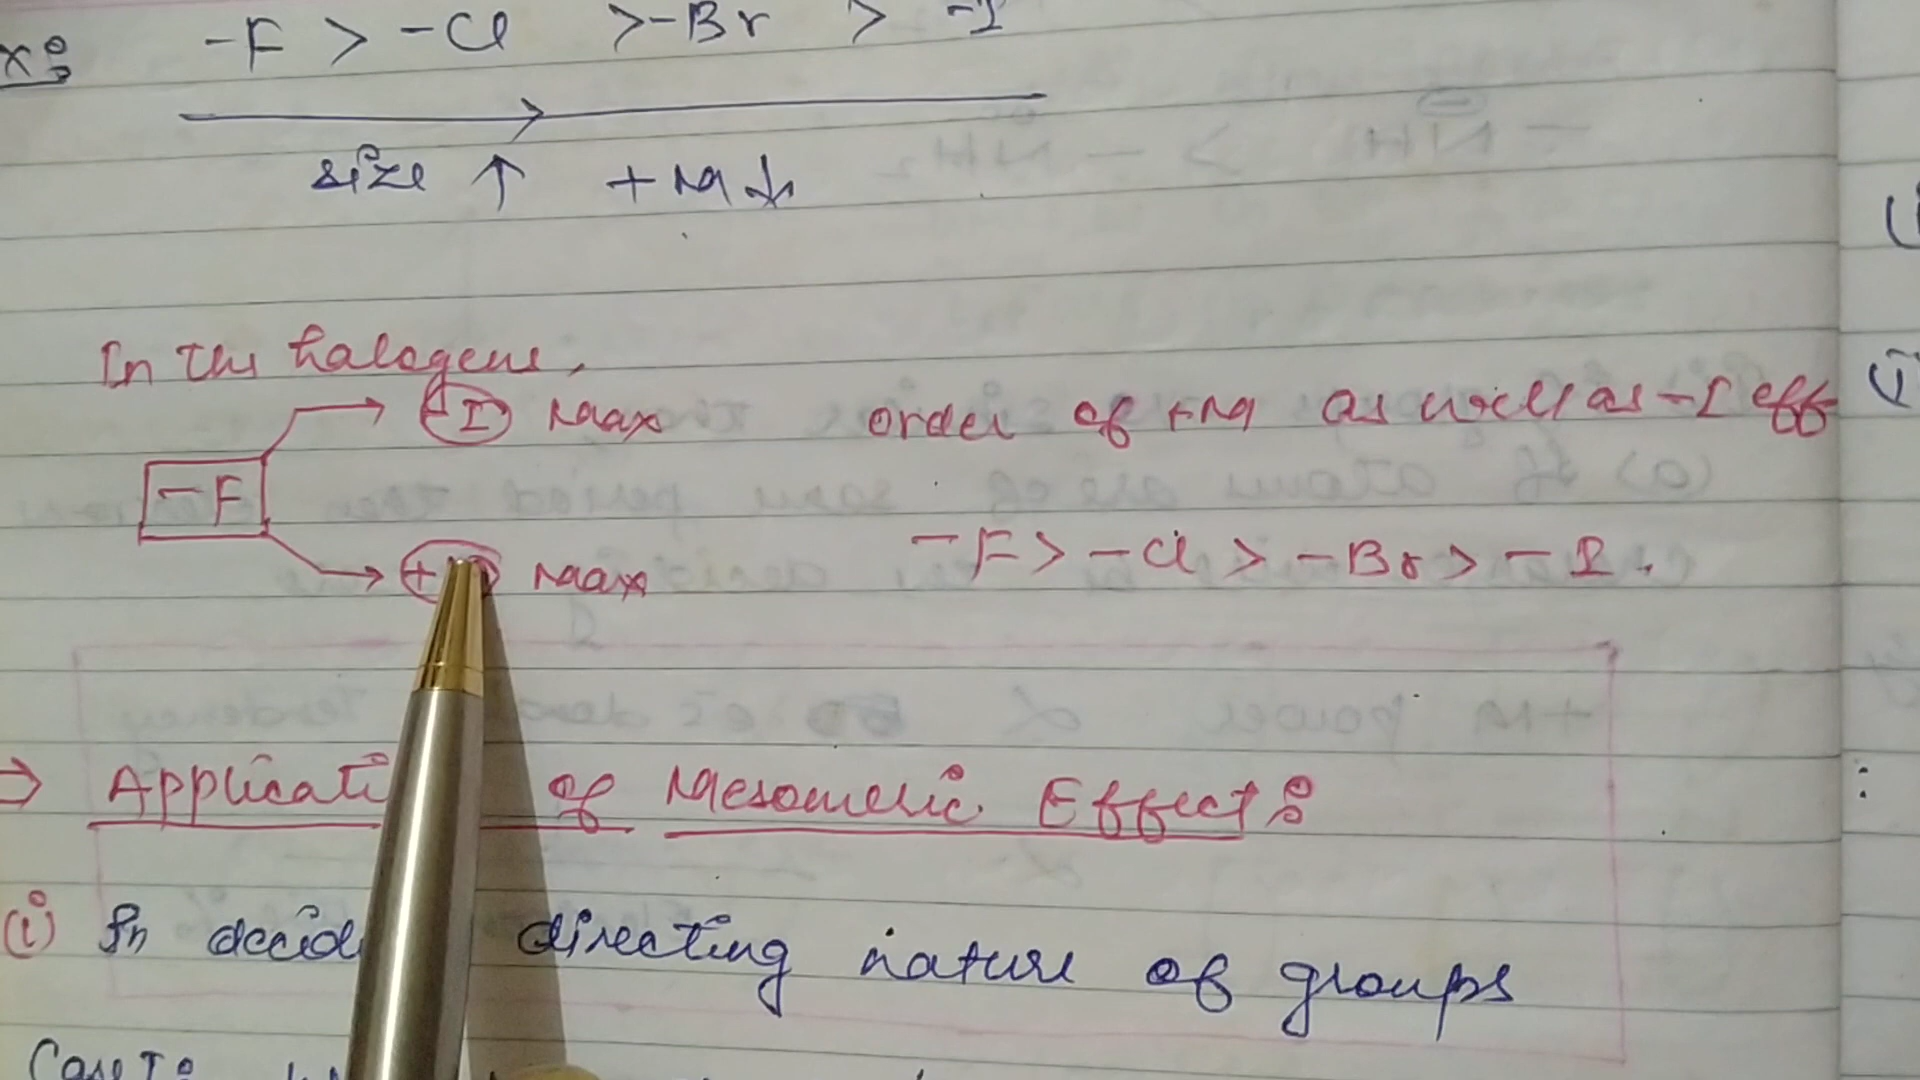 -F > -Cl > -Br > -I
size ↑ +M ↓
In the halogens,
-I Max order of +M as well as -I eff
-F
+ Max -F > -Cl > -Br > -I.
⇒ Applicati of Mesomeric Effect :
(i) In decid directing nature of groups
Case I :